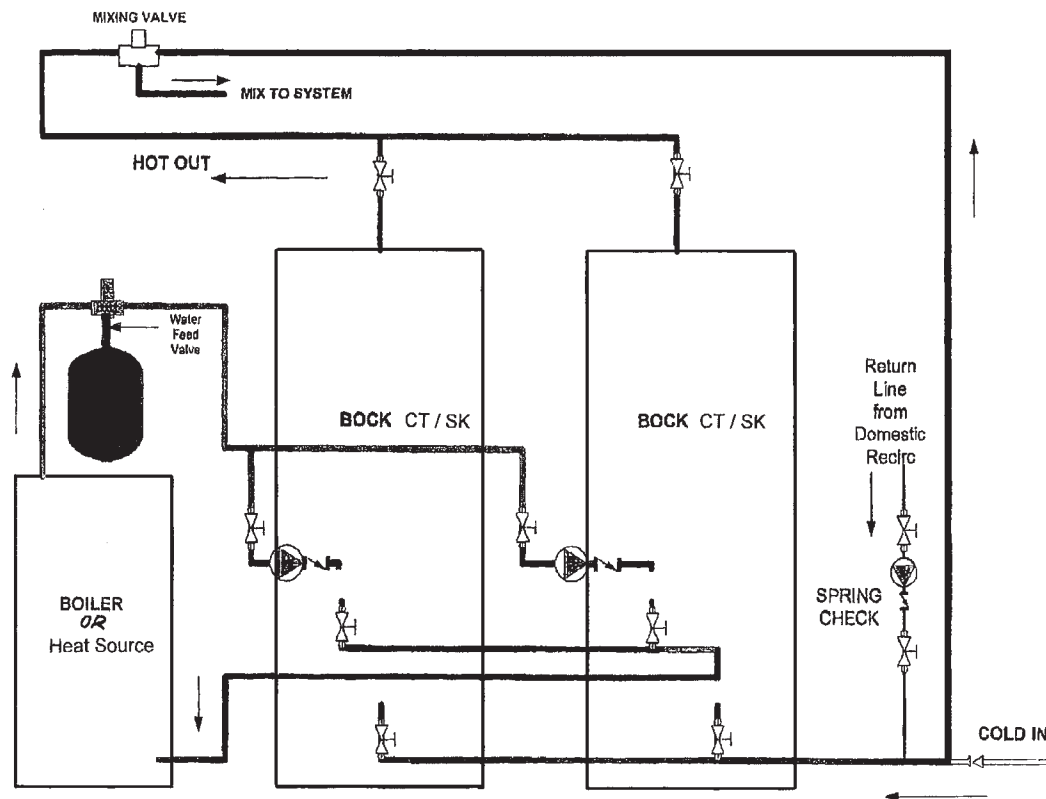 MIXING VALVE
MIX TO SYSTEM
HOT OUT
Water
Feed
Valve
BOCK CT / SK
BOCK CT / SK
Return
Line
from
Domestic
Recirc
SPRING
CHECK
BOILER
OR
Heat Source
COLD IN